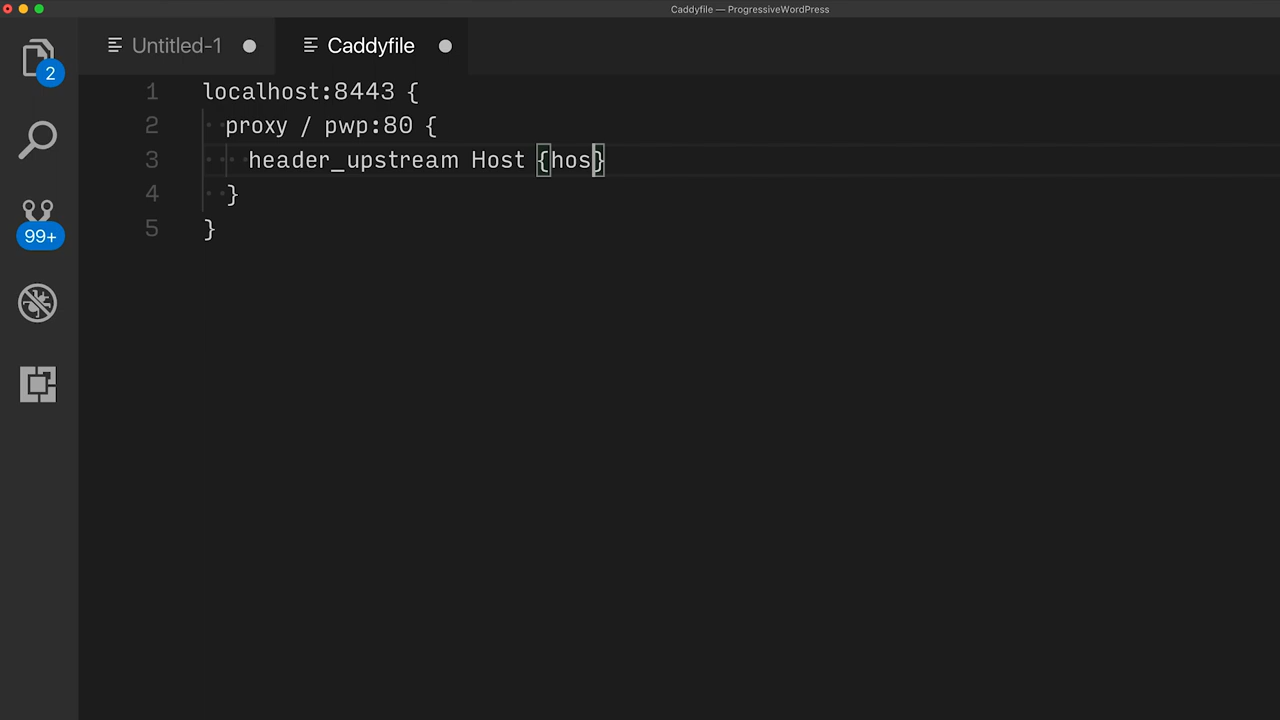 Caddyfile — ProgressiveWordPress
Untitled-1
Caddyfile
2
99+
1 localhost:8443 {
2 proxy / pwp:80 {
3 header_upstream Host {hos}
4 }
5 }